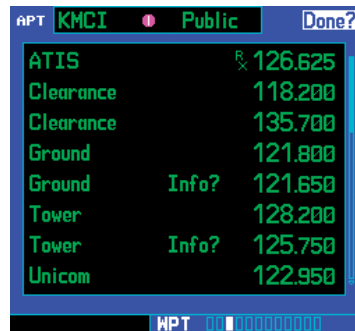 APT KMCI Public Done?
ATIS Rx 126.625
Clearance 118.200
Clearance 135.700
Ground 121.800
Ground Info? 121.650
Tower 128.200
Tower Info? 125.750
Unicom 122.950
WPT